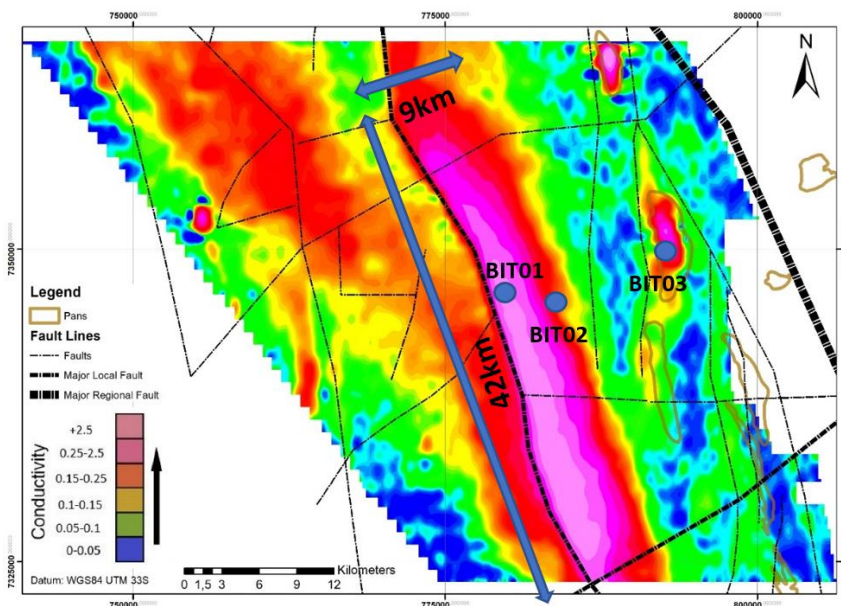 750000
775000
800000
N
9km
7350000
7350000
BIT01
BIT02
BIT03
42km
Legend
Pans
Fault Lines
Faults
Major Local Fault
Major Regional Fault
Conductivity
+2.5
0.25-2.5
0.15-0.25
0.1-0.15
0.05-0.1
0-0.05
Kilometers
0 1,5 3 6 9 12
Datum: WGS84 UTM 33S
7325000
7325000
750000
775000
800000